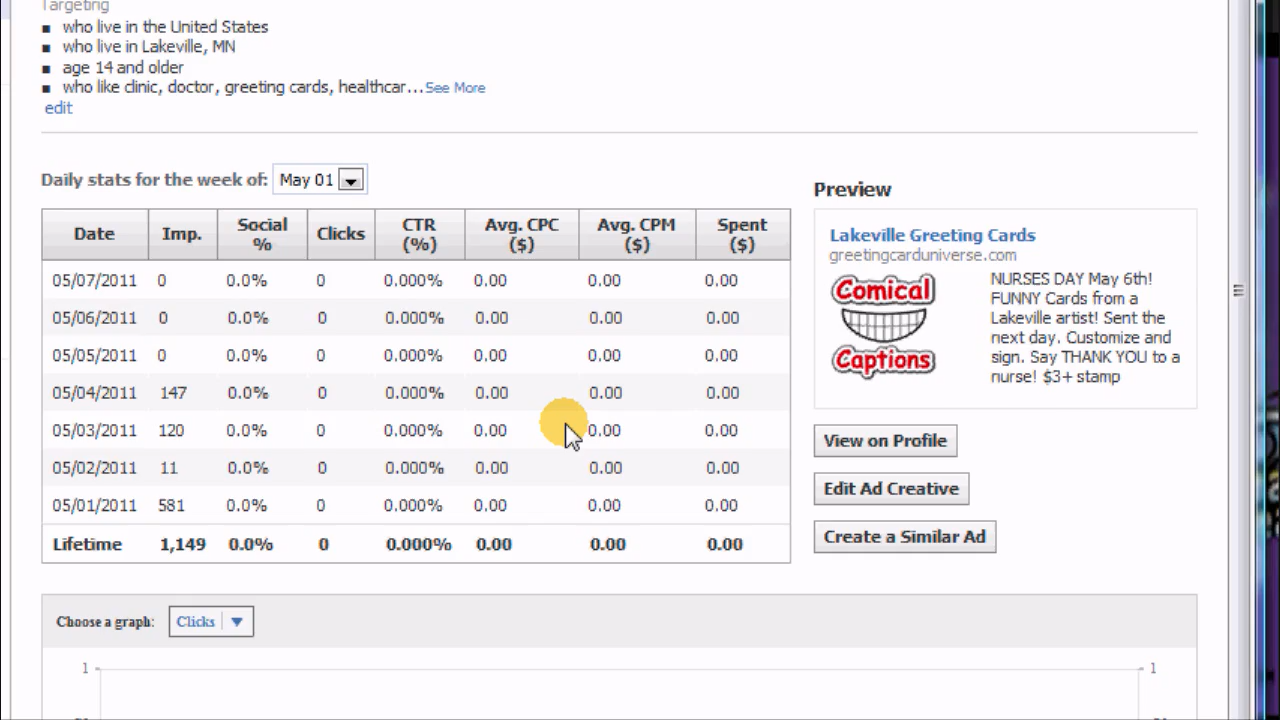 Targeting
who live in the United States
who live in Lakeville, MN
age 14 and older
who like clinic, doctor, greeting cards, healthcar...See More
edit
Daily stats for the week of: May 01
Date Imp. Social % Clicks CTR (%) Avg. CPC ($) Avg. CPM ($) Spent ($)
05/07/2011 0 0.0% 0 0.000% 0.00 0.00 0.00
05/06/2011 0 0.0% 0 0.000% 0.00 0.00 0.00
05/05/2011 0 0.0% 0 0.000% 0.00 0.00 0.00
05/04/2011 147 0.0% 0 0.000% 0.00 0.00 0.00
05/03/2011 120 0.0% 0 0.000% 0.00 0.00 0.00
05/02/2011 11 0.0% 0 0.000% 0.00 0.00 0.00
05/01/2011 581 0.0% 0 0.000% 0.00 0.00 0.00
Lifetime 1,149 0.0% 0 0.000% 0.00 0.00 0.00
Preview
Lakeville Greeting Cards
greetingcarduniverse.com
Comical
Captions
NURSES DAY May 6th!
FUNNY Cards from a
Lakeville artist! Sent the
next day. Customize and
sign. Say THANK YOU to a
nurse! $3+ stamp
View on Profile
Edit Ad Creative
Create a Similar Ad
Choose a graph: Clicks
1 1